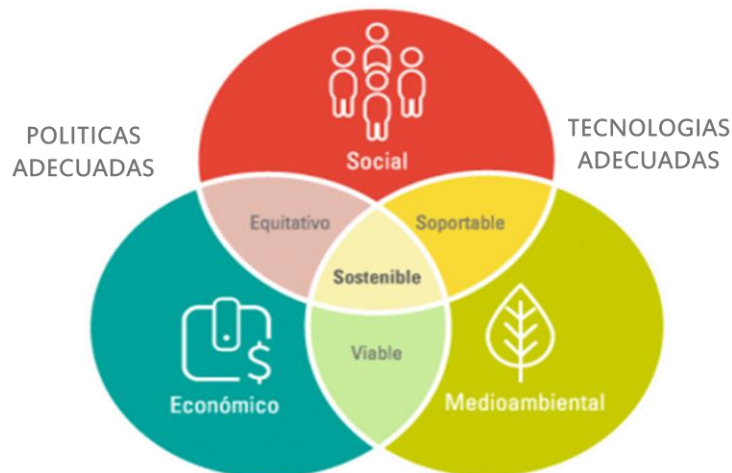 Social
POLITICAS
ADECUADAS
TECNOLOGIAS
ADECUADAS
Equitativo
Soportable
Sostenible
Viable
$
Económico
Medioambiental